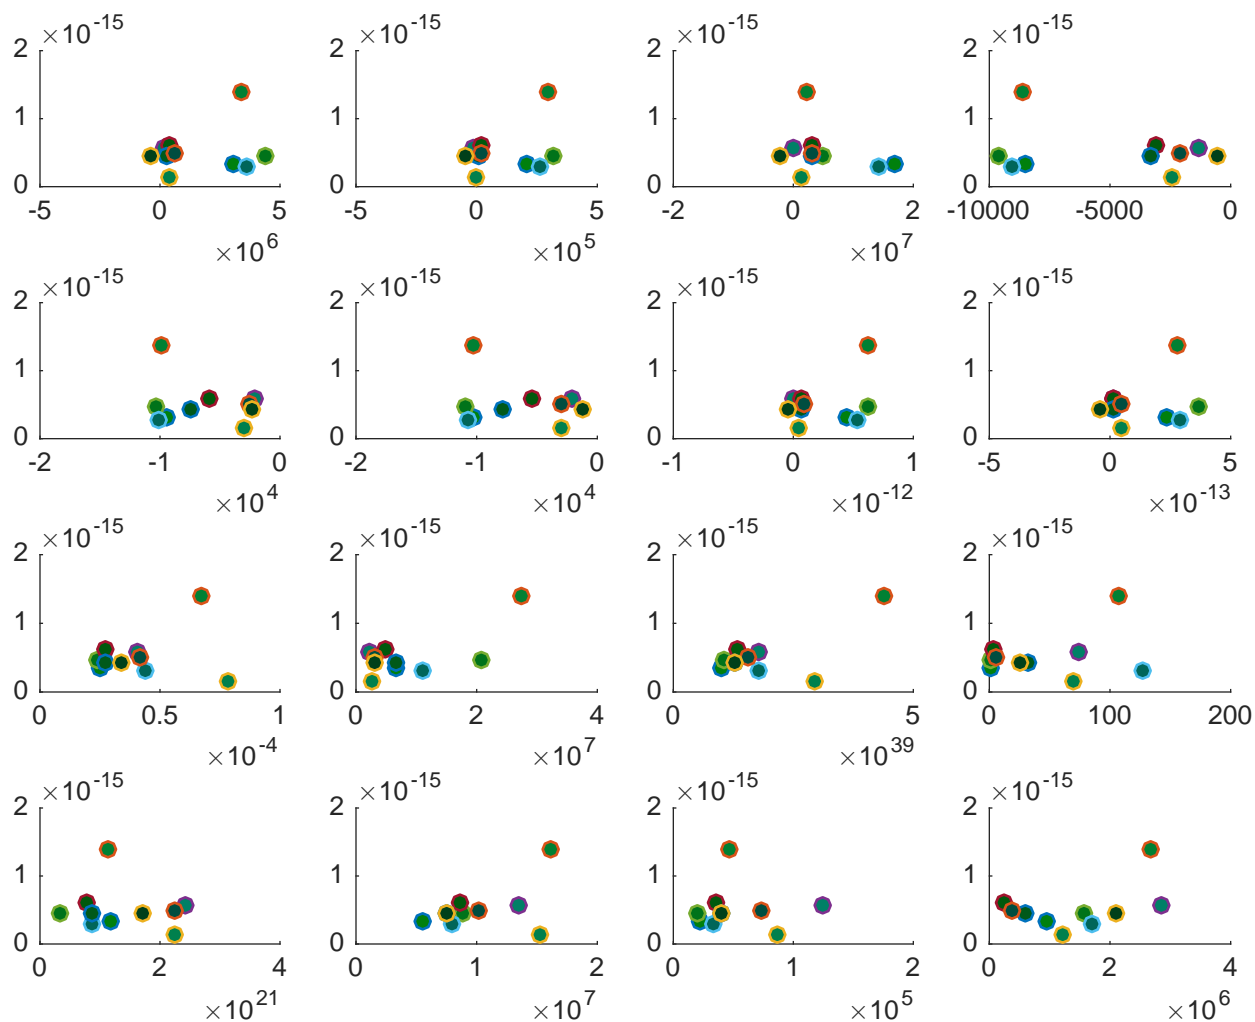 ×10-15 ×10-15 ×10-15 ×10-15
2 2 2 2
1 1 1 1
0 0 0 0
-5 0 5 -5 0 5 -2 0 2 -10000 -5000 0
×106 ×105 ×107
×10-15 ×10-15 ×10-15 ×10-15
2 2 2 2
1 1 1 1
0 0 0 0
-2 -1 0 -2 -1 0 -1 0 1 -5 0 5
×104 ×104 ×10-12 ×10-13
×10-15 ×10-15 ×10-15 ×10-15
2 2 2 2
1 1 1 1
0 0 0 0
0 0.5 1 0 2 4 0 5 0 100 200
×10-4 ×107 ×1039
×10-15 ×10-15 ×10-15 ×10-15
2 2 2 2
1 1 1 1
0 0 0 0
0 2 4 0 1 2 0 1 2 0 2 4
×1021 ×107 ×105 ×106